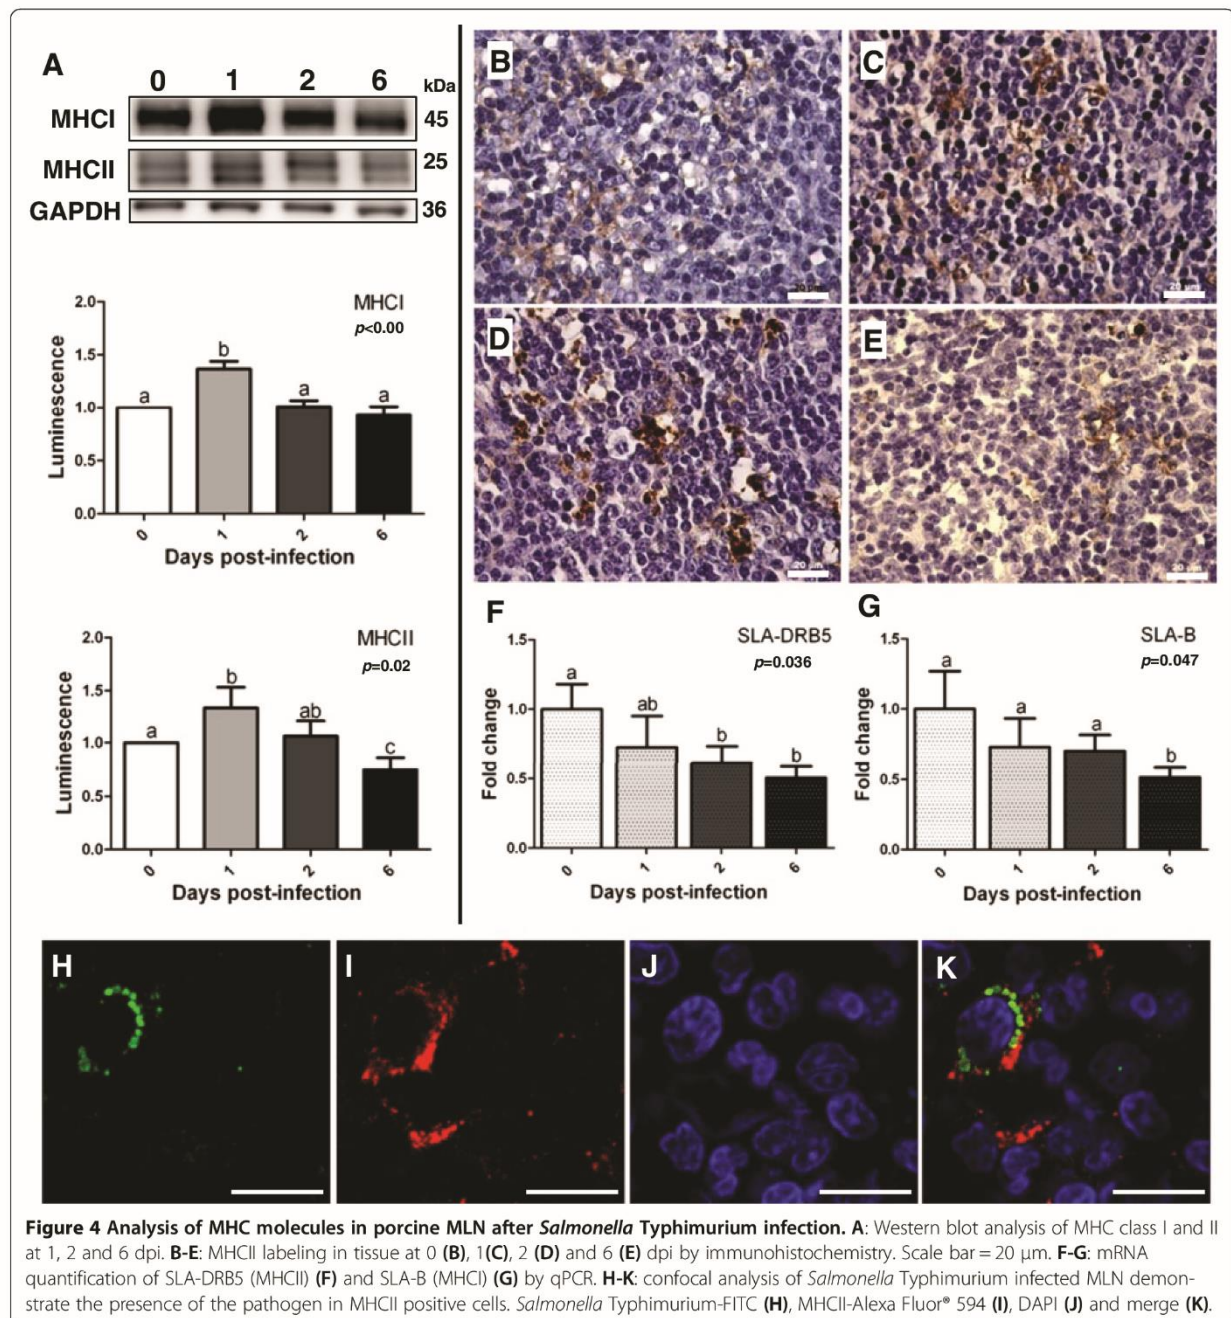 A
0 1 2 6 kDa
MHCI 45
MHCII 25
GAPDH 36
MHCI
p<0.00
Luminescence
2.0
1.5
1.0
0.5
0.0
a b a a
0 1 2 6
Days post-infection
MHCII
p=0.02
Luminescence
2.0
1.5
1.0
0.5
0.0
a b ab c
0 1 2 6
Days post-infection
B
20 µm
C
20 µm
D
20 µm
E
20 µm
F
SLA-DRB5
p=0.036
Fold change
1.5
1.0
0.5
0.0
a ab b b
0 1 2 6
Days post-infection
G
SLA-B
p=0.047
Fold change
1.5
1.0
0.5
0.0
a a a b
0 1 2 6
Days post-infection
H
I
J
K
Figure 4 Analysis of MHC molecules in porcine MLN after Salmonella Typhimurium infection. A: Western blot analysis of MHC class I and II
at 1, 2 and 6 dpi. B-E: MHCII labeling in tissue at 0 (B), 1(C), 2 (D) and 6 (E) dpi by immunohistochemistry. Scale bar = 20 µm. F-G: mRNA
quantification of SLA-DRB5 (MHCII) (F) and SLA-B (MHCI) (G) by qPCR. H-K: confocal analysis of Salmonella Typhimurium infected MLN demon-
strate the presence of the pathogen in MHCII positive cells. Salmonella Typhimurium-FITC (H), MHCII-Alexa Fluor® 594 (I), DAPI (J) and merge (K).